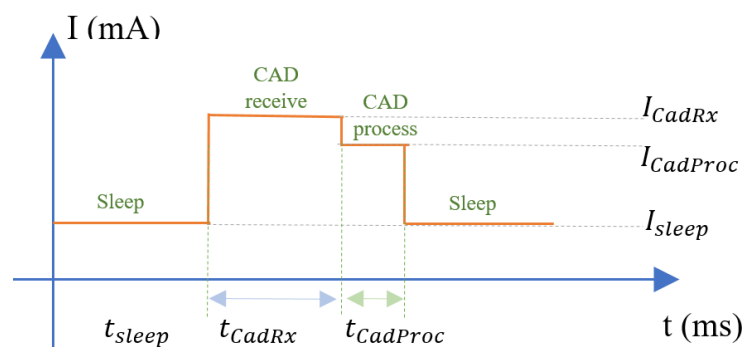 I (mA)
CAD
receive
CAD
process
I_CadRx
I_CadProc
Sleep
Sleep
I_sleep
t_sleep
t_CadRx
t_CadProc
t (ms)